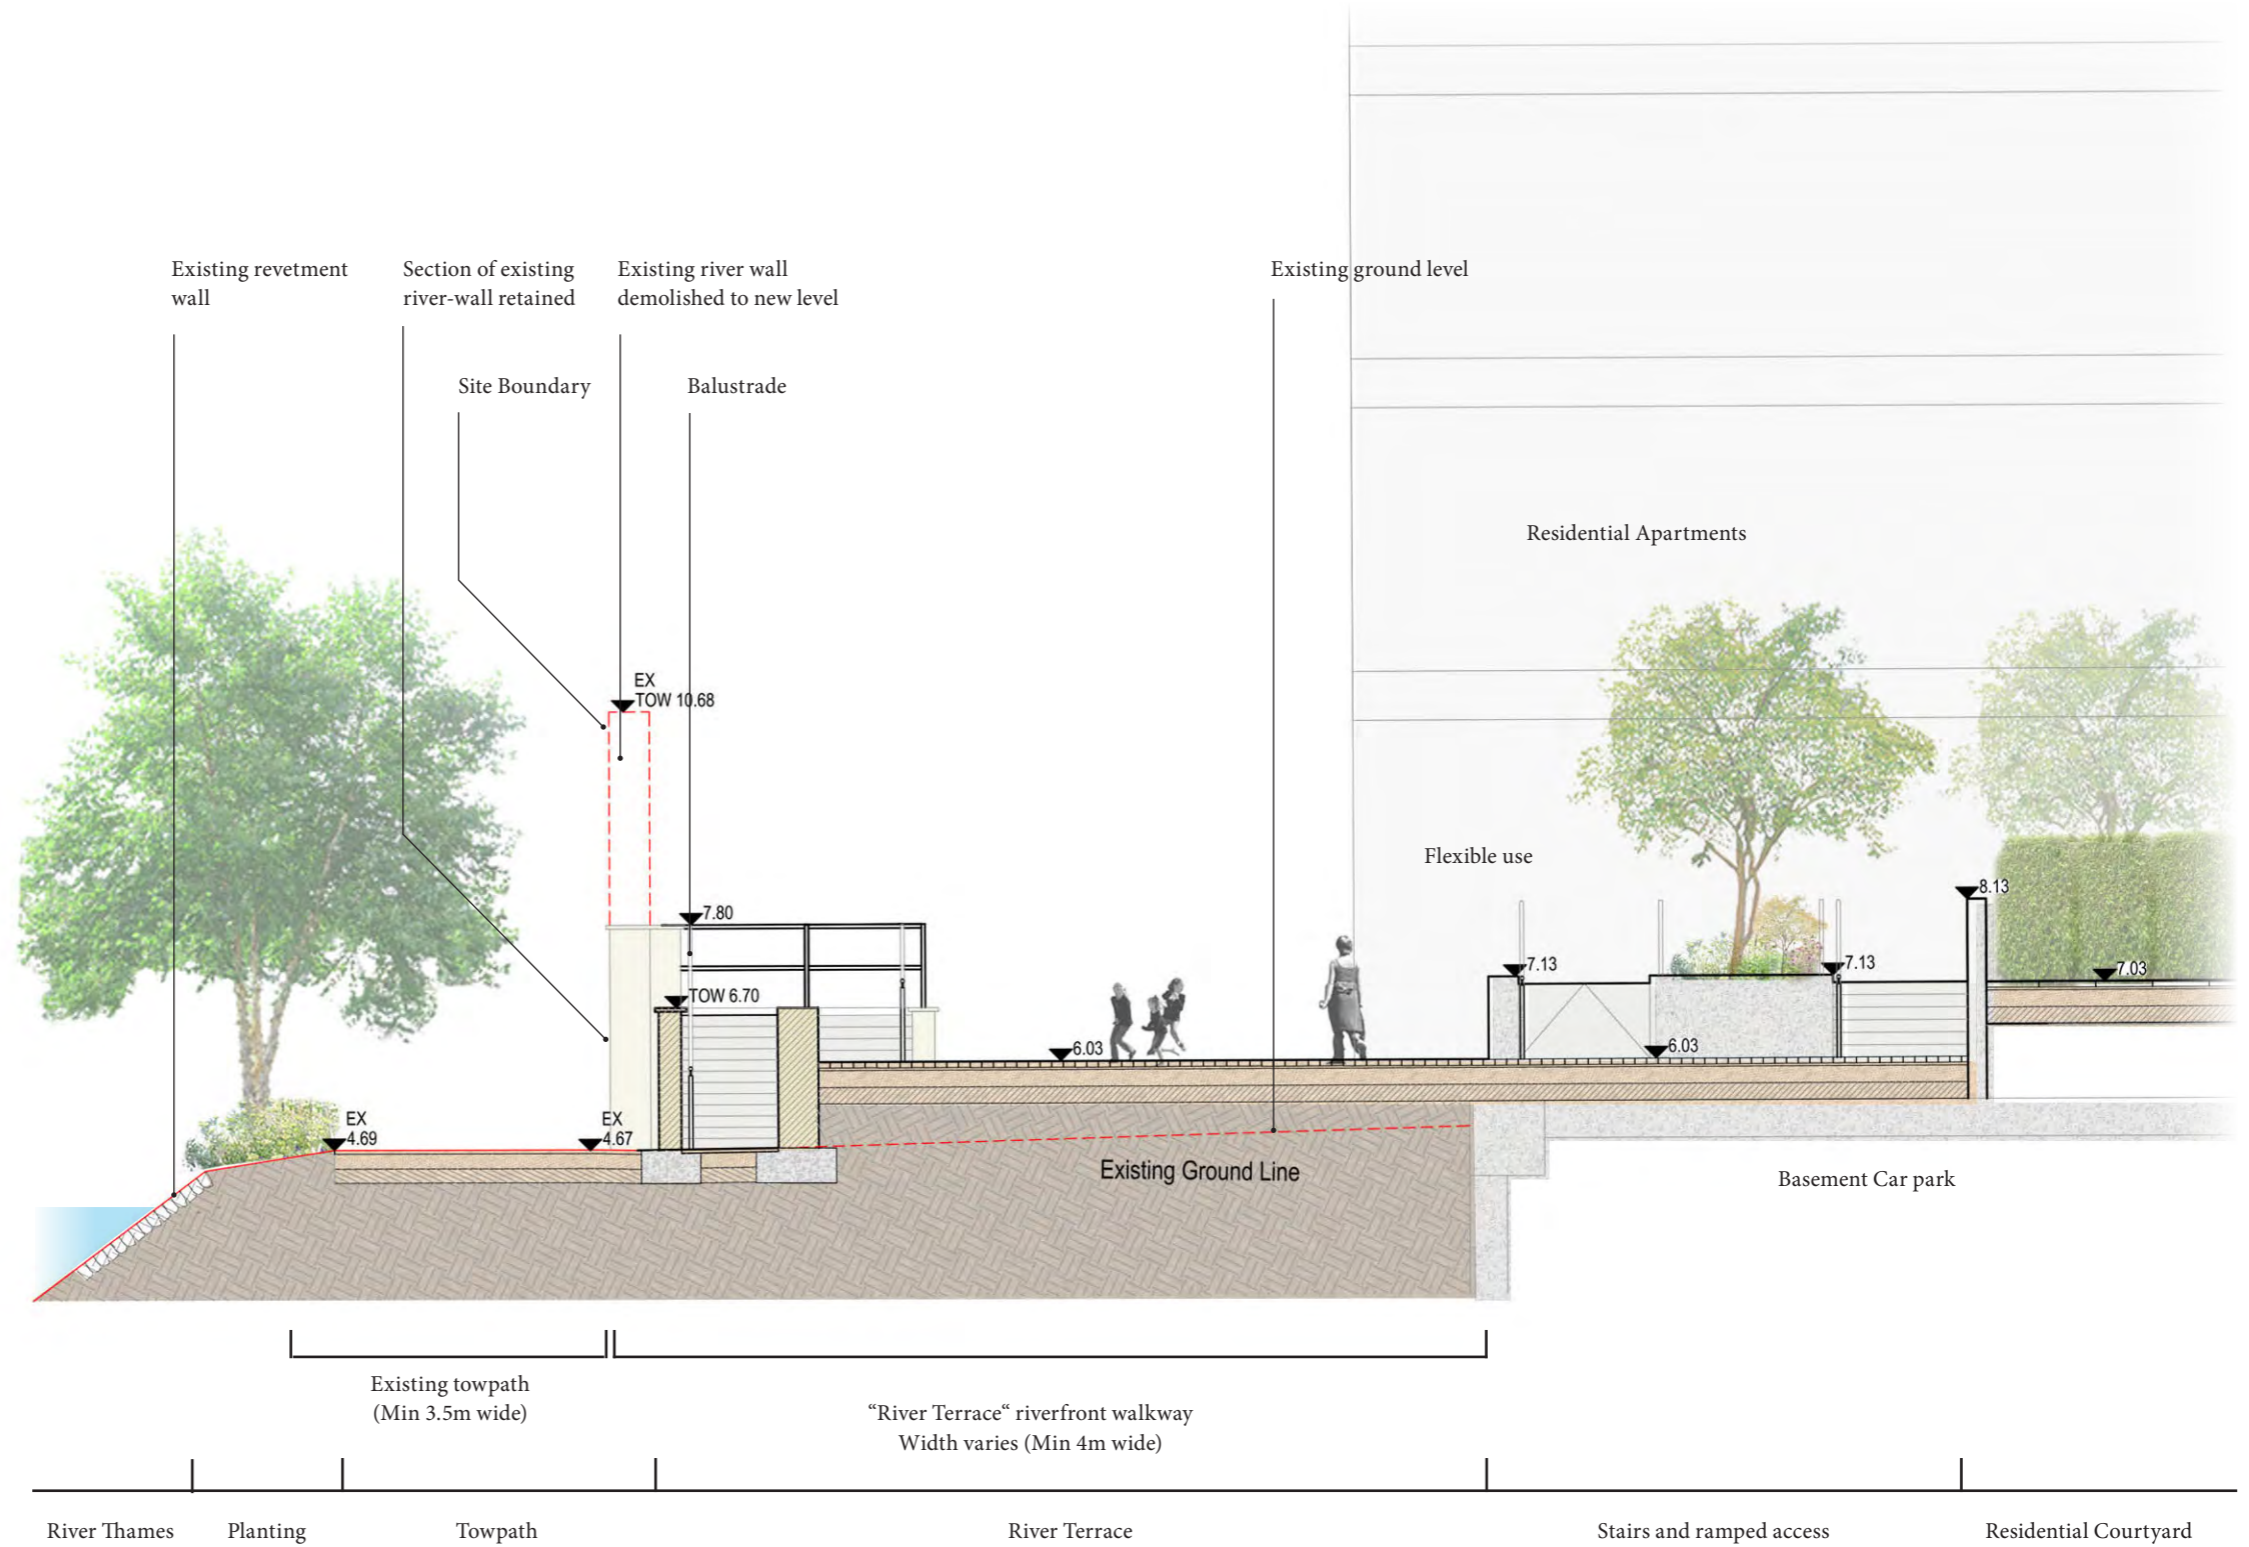 Existing revetment
wall
Section of existing
river-wall retained
Existing river wall
demolished to new level
Existing ground level
Site Boundary
Balustrade
Residential Apartments
EX
TOW 10.68
Flexible use
8.13
7.80
7.13
7.13
7.03
TOW 6.70
6.03
6.03
EX
4.69
EX
4.67
Existing Ground Line
Basement Car park
Existing towpath
(Min 3.5m wide)
“River Terrace“ riverfront walkway
Width varies (Min 4m wide)
River Thames
Planting
Towpath
River Terrace
Stairs and ramped access
Residential Courtyard